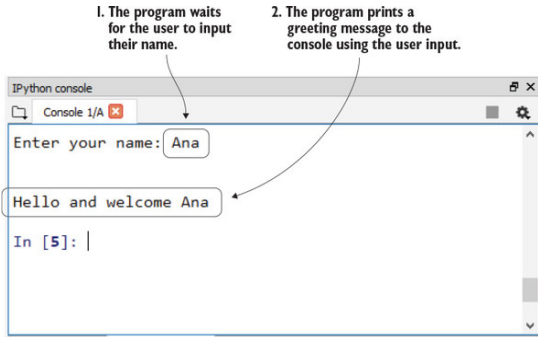 1. The program waits
for the user to input
their name.
2. The program prints a
greeting message to the
console using the user input.
IPython console
Console 1/A
Enter your name: Ana
Hello and welcome Ana
In [5]: